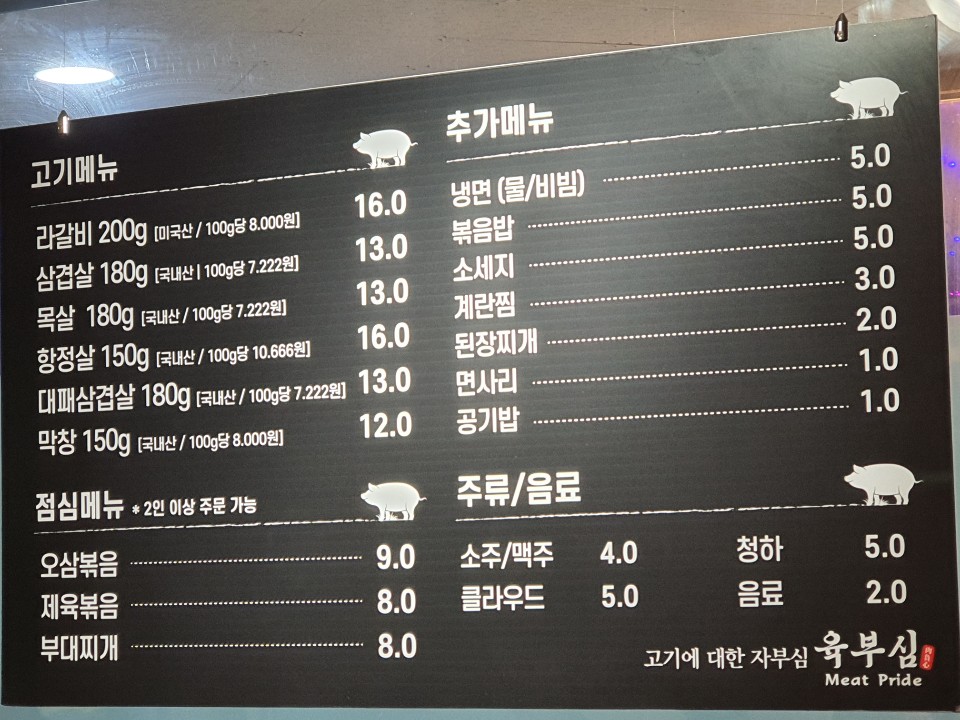 고기메뉴
라갈비 200g [미국산 / 100g당 8.000원] 16.0
삼겹살 180g [국내산 | 100g당 7.222원] 13.0
목살 180g [국내산 / 100g당 7.222원] 13.0
항정살 150g [국내산 / 100g당 10.666원] 16.0
대패삼겹살 180g [국내산 / 100g당 7.222원] 13.0
막창 150g [국내산 / 100g당 8.000원] 12.0
점심메뉴 * 2인 이상 주문 가능
오삼볶음 9.0
제육볶음 8.0
부대찌개 8.0
추가메뉴
냉면 (물/비빔) 5.0
볶음밥 5.0
소세지 5.0
계란찜 3.0
된장찌개 2.0
면사리 1.0
공기밥 1.0
주류/음료
소주/맥주 4.0 청하 5.0
클라우드 5.0 음료 2.0
고기에 대한 자부심 육부심
Meat Pride